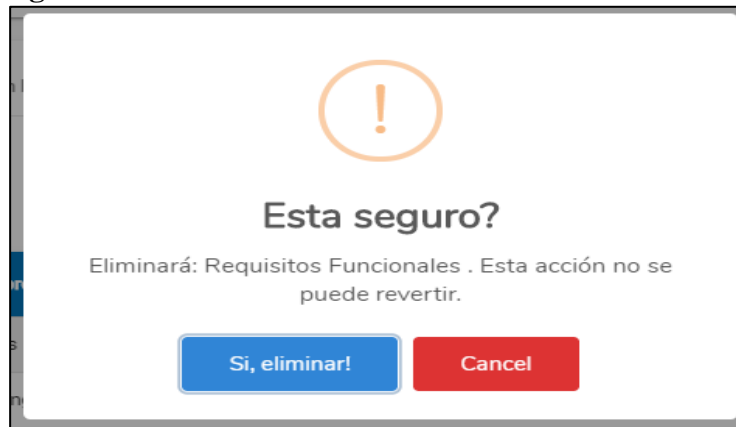 !
Esta seguro?
Eliminará: Requisitos Funcionales . Esta acción no se
puede revertir.
Si, eliminar!
Cancel